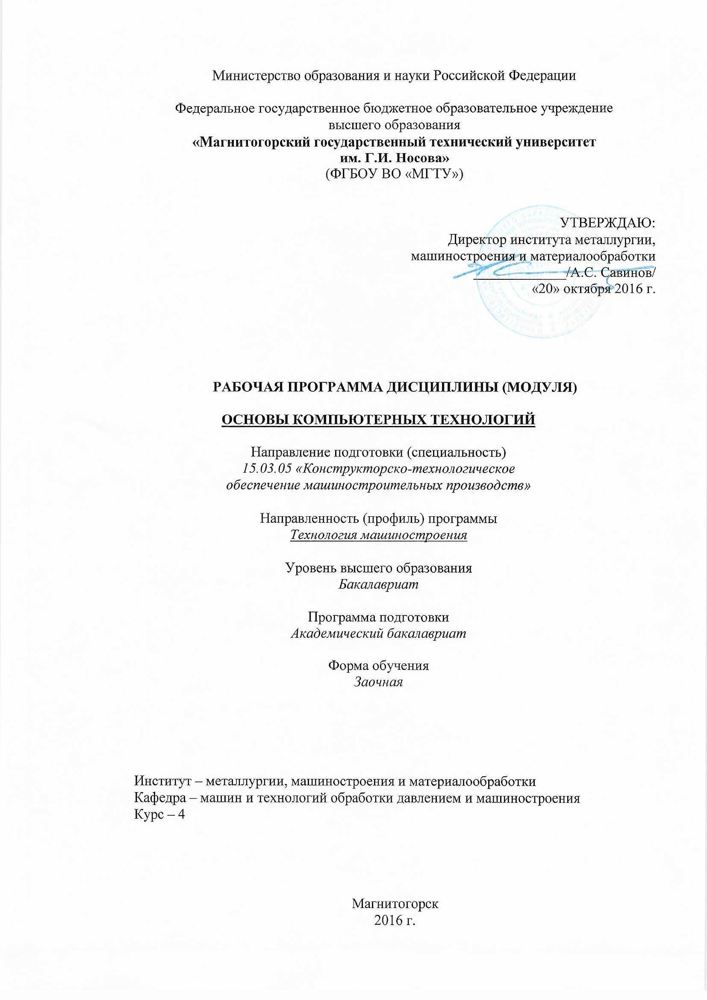 Министерство образования и науки Российской Федерации
Федеральное государственное бюджетное образовательное учреждение
высшего образования
«Магнитогорский государственный технический университет
им. Г.И. Носова»
(ФГБОУ ВО «МГТУ»)
УТВЕРЖДАЮ:
Директор института металлургии,
машиностроения и материалообработки
/А.С. Савинов/
«20» октября 2016 г.
РАБОЧАЯ ПРОГРАММА ДИСЦИПЛИНЫ (МОДУЛЯ)
ОСНОВЫ КОМПЬЮТЕРНЫХ ТЕХНОЛОГИЙ
Направление подготовки (специальность)
15.03.05 «Конструкторско-технологическое
обеспечение машиностроительных производств»
Направленность (профиль) программы
Технология машиностроения
Уровень высшего образования
Бакалавриат
Программа подготовки
Академический бакалавриат
Форма обучения
Заочная
Институт – металлургии, машиностроения и материалообработки
Кафедра – машин и технологий обработки давлением и машиностроения
Курс – 4
Магнитогорск
2016 г.